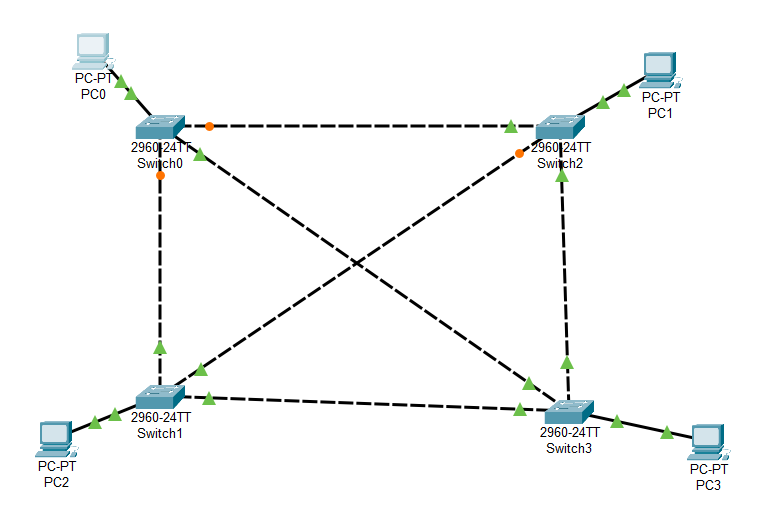 PC-PT
PC0
PC-PT
PC1
2960-24TT
Switch0
2960-24TT
Switch2
2960-24TT
Switch1
2960-24TT
Switch3
PC-PT
PC2
PC-PT
PC3